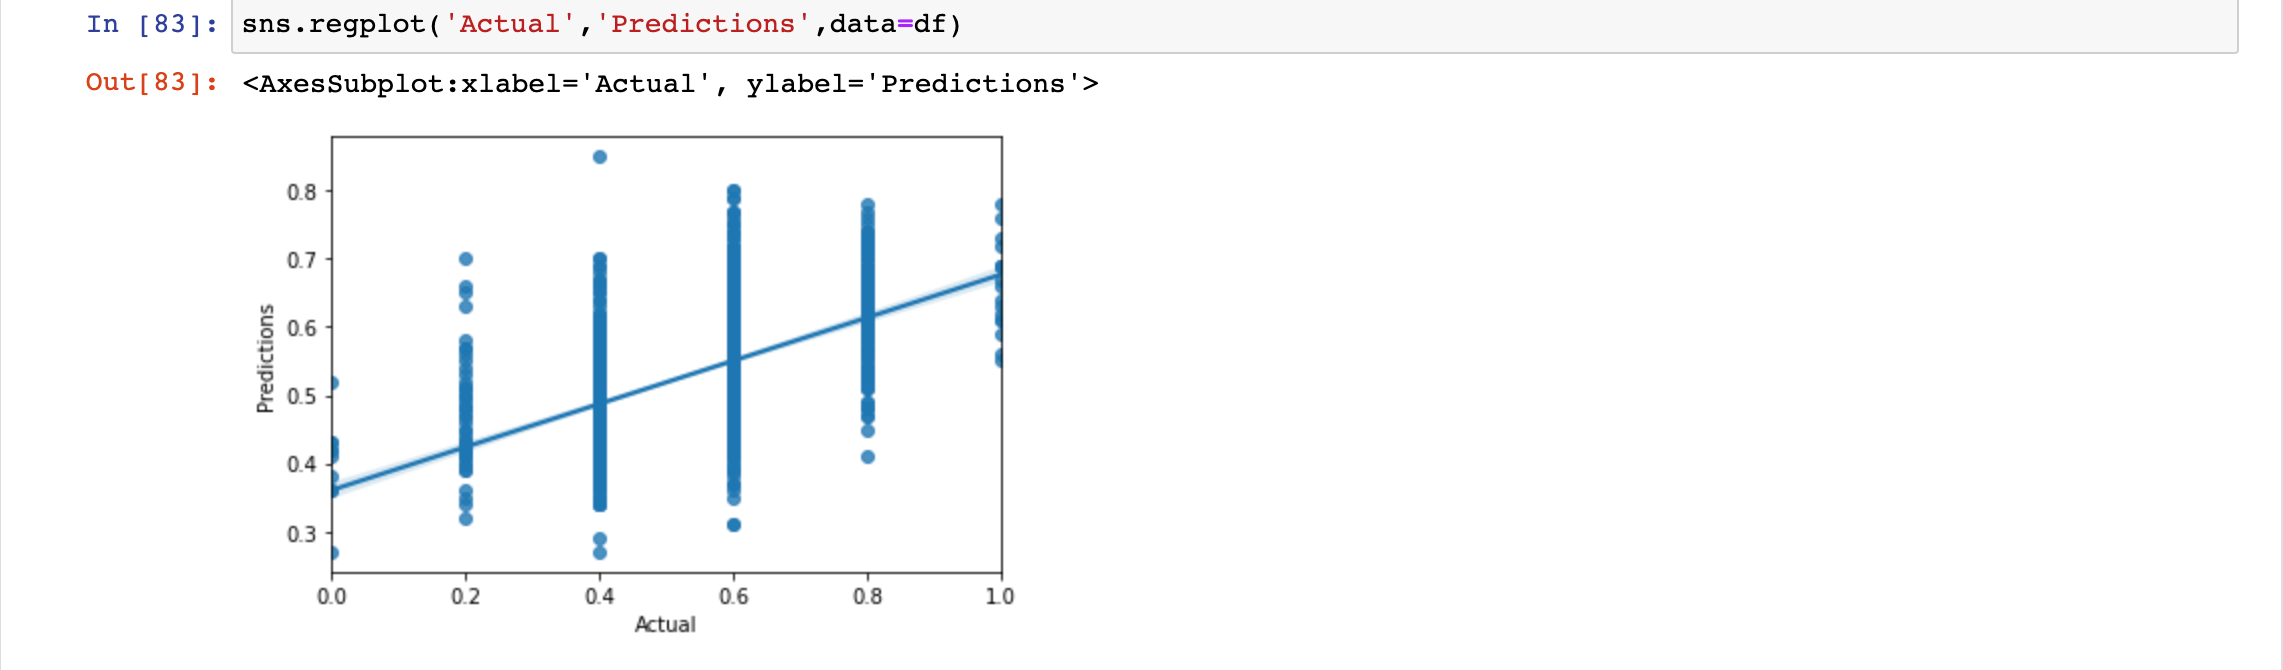 In [83]: sns.regplot('Actual','Predictions',data=df)
Out[83]: <AxesSubplot:xlabel='Actual', ylabel='Predictions'>
0.8
0.7
0.6
0.5
0.4
0.3
Predictions
0.0 0.2 0.4 0.6 0.8 1.0
Actual